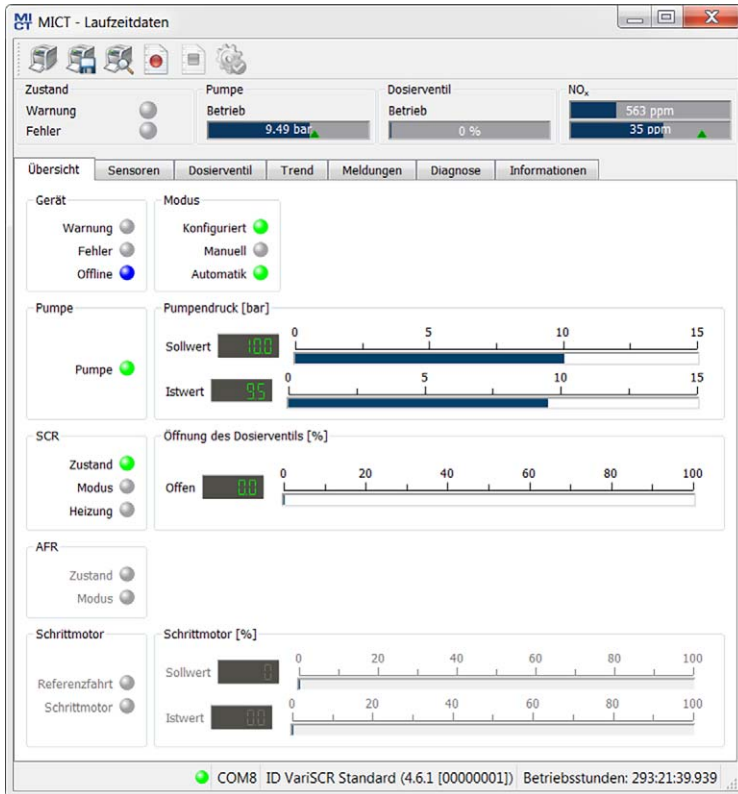 MI
CT MICT - Laufzeitdaten
Zustand Pumpe Dosierventil NOx
Warnung Betrieb Betrieb 563 ppm
Fehler 9.49 bar 0 % 35 ppm
Übersicht Sensoren Dosierventil Trend Meldungen Diagnose Informationen
Gerät Modus
Warnung Konfiguriert
Fehler Manuell
Offline Automatik
Pumpe Pumpendruck [bar]
0 5 10 15
Sollwert 10.0
Pumpe
0 5 10 15
Istwert 9.5
SCR Öffnung des Dosierventils [%]
Zustand
0 20 40 60 80 100
Modus Offen 0.0
Heizung
AFR
Zustand
Modus
Schrittmotor Schrittmotor [%]
0 20 40 60 80 100
Sollwert 0
Referenzfahrt
0 20 40 60 80 100
Schrittmotor Istwert 0.0
COM8 ID VariSCR Standard (4.6.1 [00000001]) Betriebsstunden: 293:21:39.939